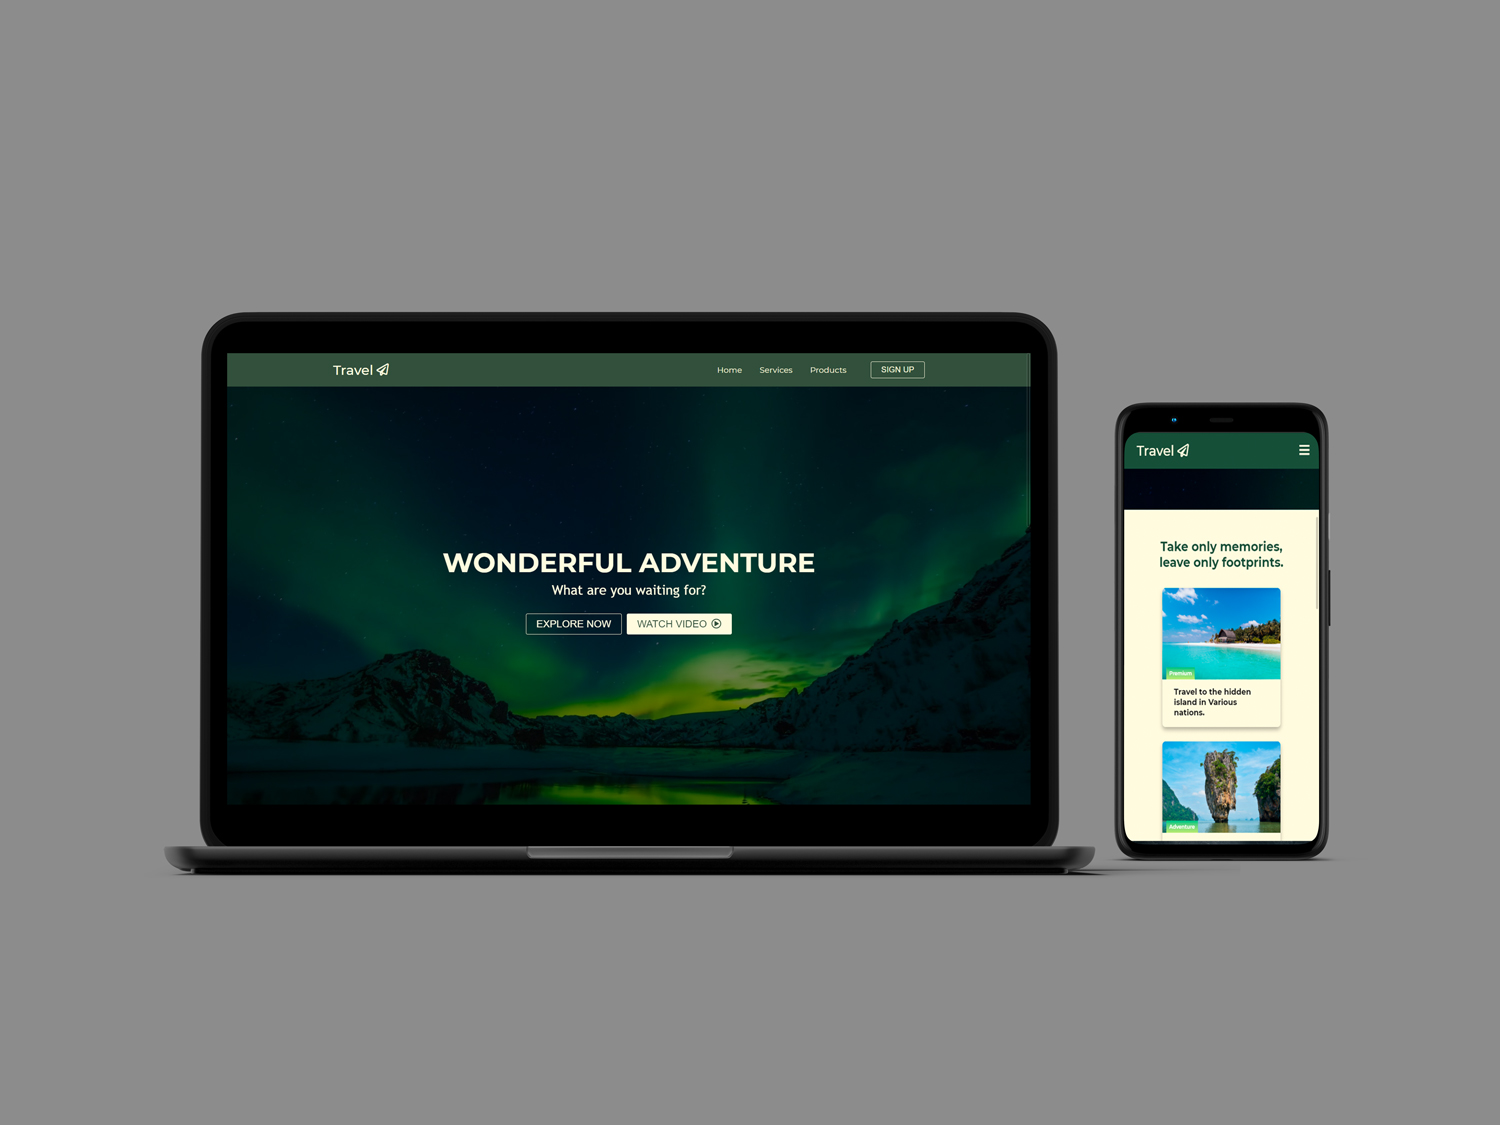 Travel
Home Services Products SIGN UP
WONDERFUL ADVENTURE
What are you waiting for?
EXPLORE NOW WATCH VIDEO
Travel
Take only memories,
leave only footprints.
Premium
Travel to the hidden
island in Various
nations.
Adventure